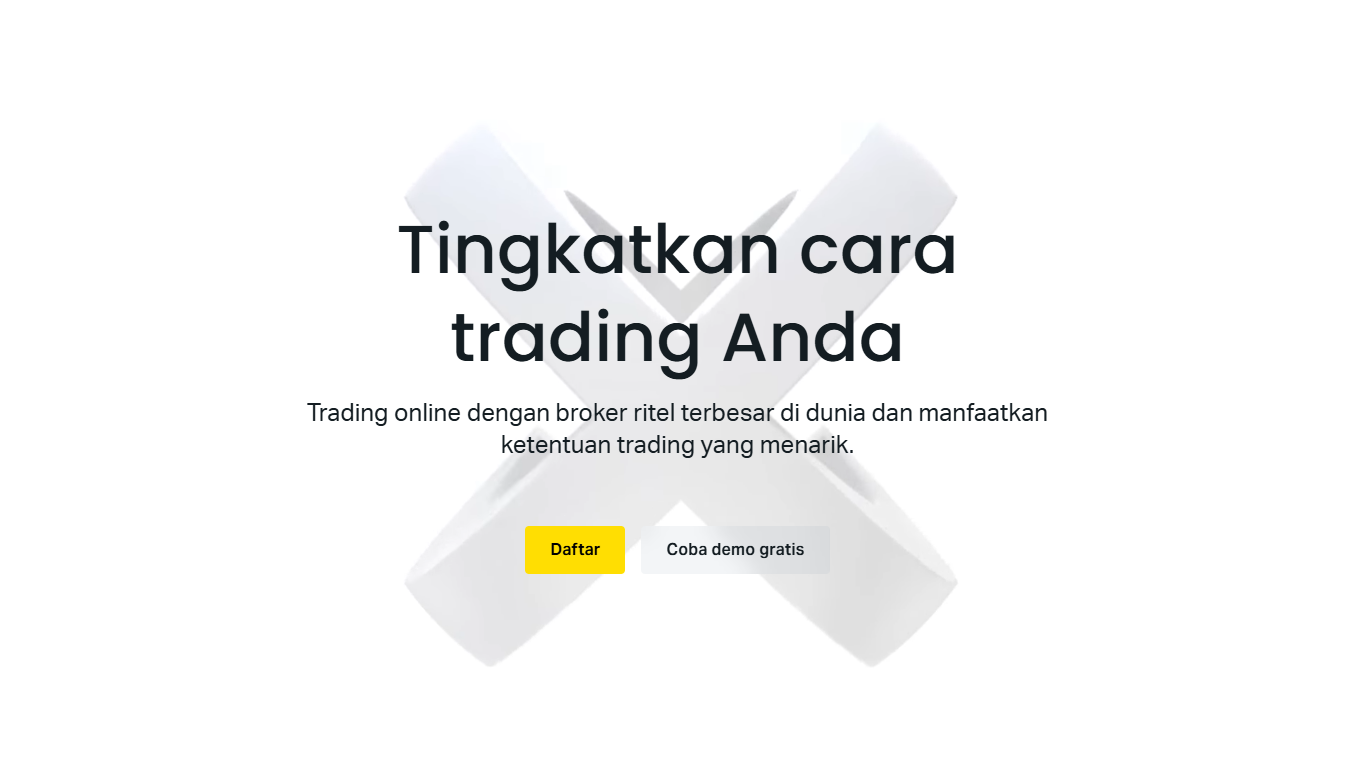 Tingkatkan cara
trading Anda
Trading online dengan broker ritel terbesar di dunia dan manfaatkan
ketentuan trading yang menarik.
Daftar
Coba demo gratis